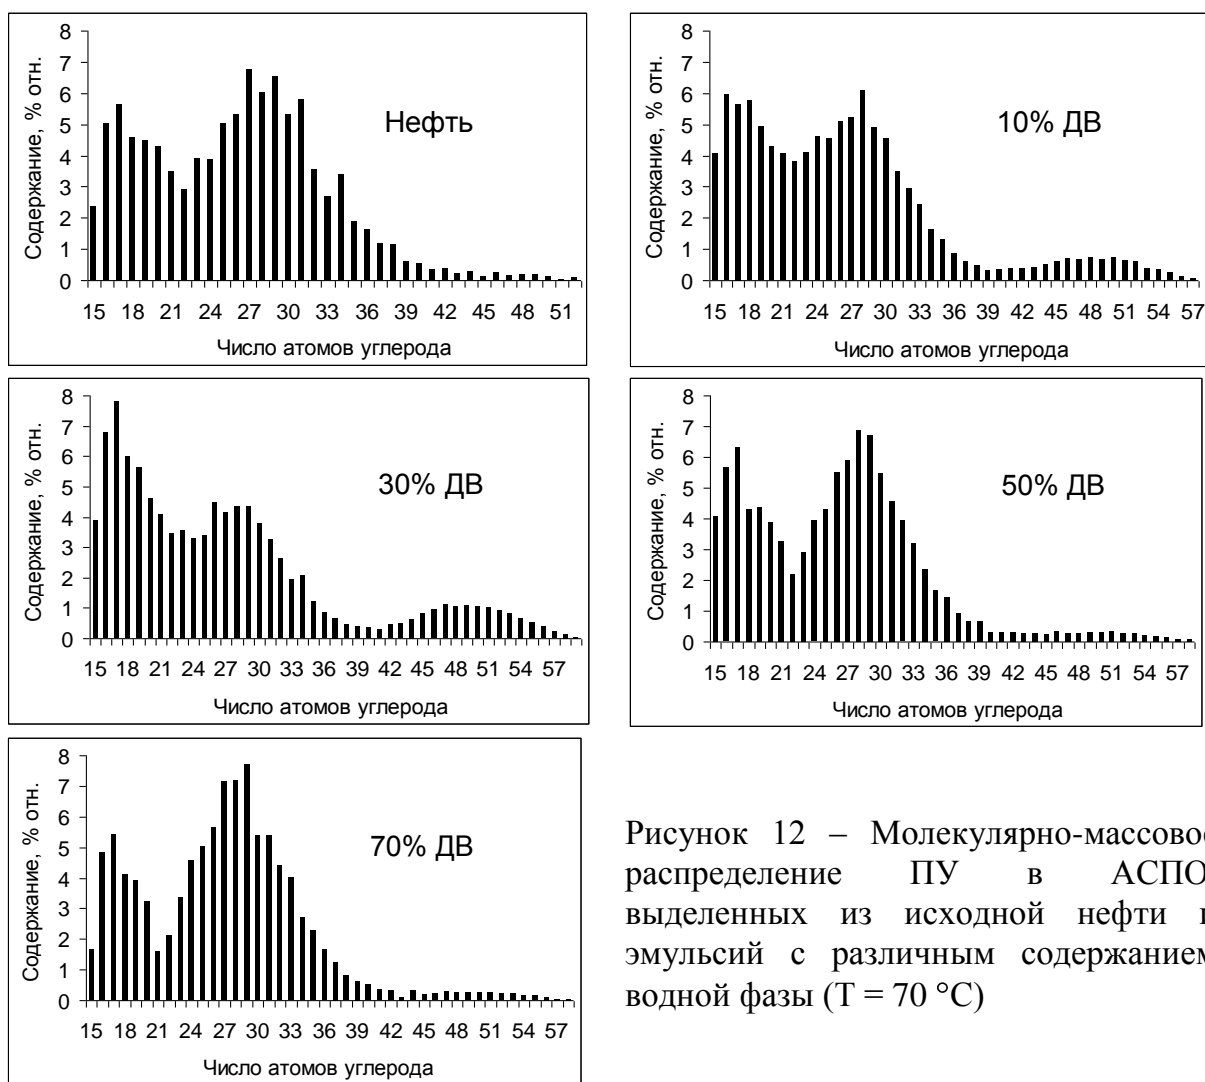 8
7
6
5
4
3
2
1
0
Содержание, % отн.
Нефть
15 18 21 24 27 30 33 36 39 42 45 48 51
Число атомов углерода
8
7
6
5
4
3
2
1
0
Содержание, % отн.
10% ДВ
15 18 21 24 27 30 33 36 39 42 45 48 51 54 57
Число атомов углерода
8
7
6
5
4
3
2
1
0
Содержание, % отн.
30% ДВ
15 18 21 24 27 30 33 36 39 42 45 48 51 54 57
Число атомов углерода
8
7
6
5
4
3
2
1
0
Содержание, % отн.
50% ДВ
15 18 21 24 27 30 33 36 39 42 45 48 51 54 57
Число атомов углерода
8
7
6
5
4
3
2
1
0
Содержание, % отн.
70% ДВ
15 18 21 24 27 30 33 36 39 42 45 48 51 54 57
Число атомов углерода
Рисунок 12 – Молекулярно-массовое
распределение ПУ в АСПО
выделенных из исходной нефти
эмульсий с различным содержанием
водной фазы (Т = 70 °С)